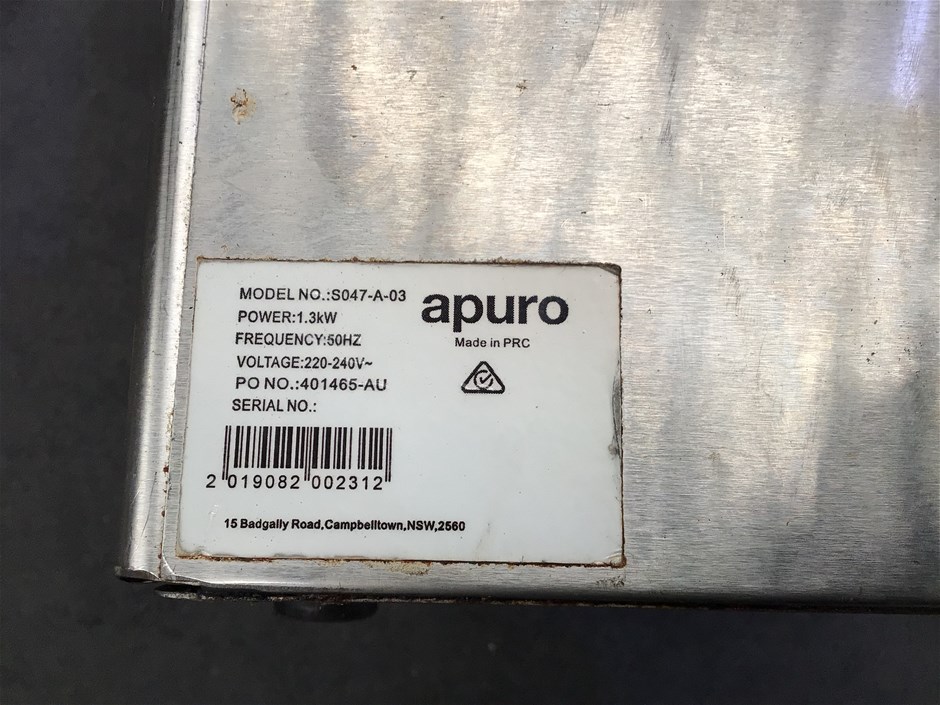 MODEL NO.:S047-A-03
POWER:1.3kW
FREQUENCY:50HZ
VOLTAGE:220-240V~
PO NO.:401465-AU
SERIAL NO.:
2 019082 002312
apuro
Made in PRC
15 Badgally Road,Campbelltown,NSW,2560